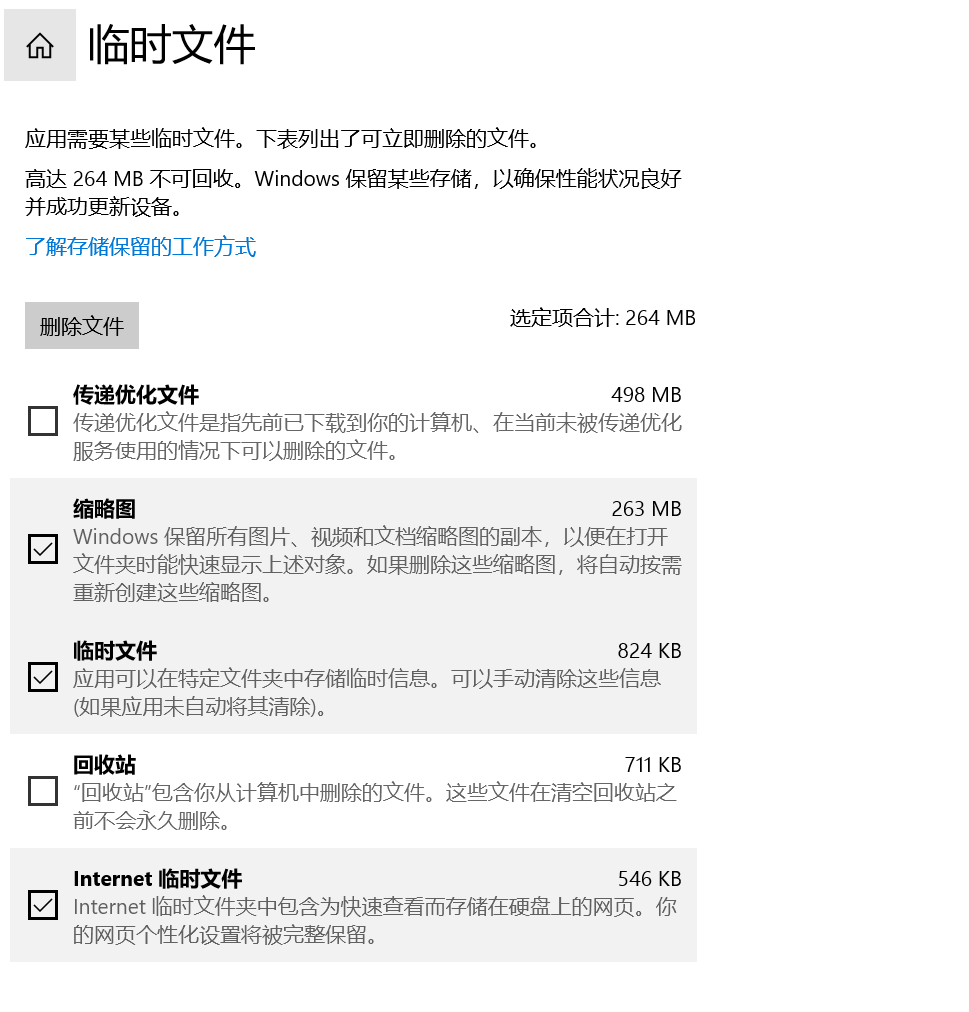 临时文件
应用需要某些临时文件。下表列出了可立即删除的文件。
高达 264 MB 不可回收。Windows 保留某些存储，以确保性能状况良好
并成功更新设备。
了解存储保留的工作方式
删除文件
选定项合计: 264 MB
传递优化文件 498 MB
传递优化文件是指先前已下载到你的计算机、在当前未被传递优化
服务使用的情况下可以删除的文件。
缩略图 263 MB
Windows 保留所有图片、视频和文档缩略图的副本，以便在打开
文件夹时能快速显示上述对象。如果删除这些缩略图，将自动按需
重新创建这些缩略图。
临时文件 824 KB
应用可以在特定文件夹中存储临时信息。可以手动清除这些信息
(如果应用未自动将其清除)。
回收站 711 KB
“回收站”包含你从计算机中删除的文件。这些文件在清空回收站之
前不会永久删除。
Internet 临时文件 546 KB
Internet 临时文件夹中包含为快速查看而存储在硬盘上的网页。你
的网页个性化设置将被完整保留。